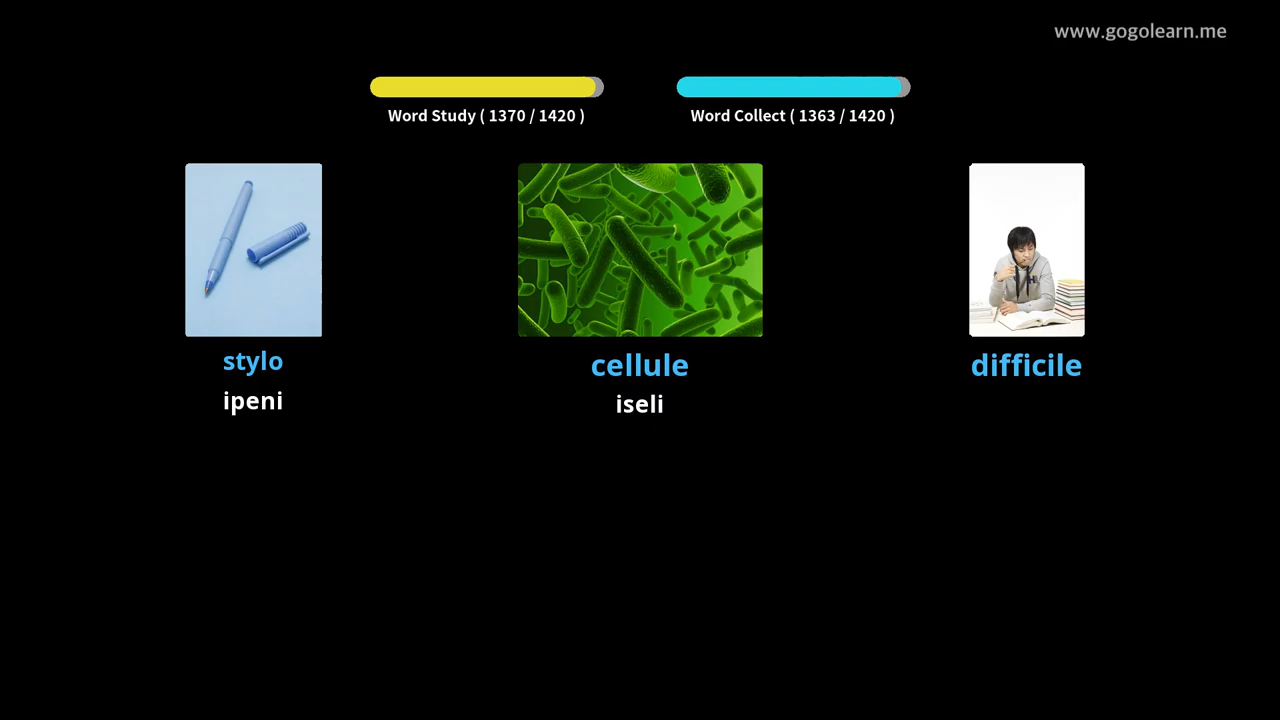 www.gogolearn.me
Word Study ( 1370 / 1420 )
Word Collect ( 1363 / 1420 )
stylo
ipeni
cellule
iseli
difficile